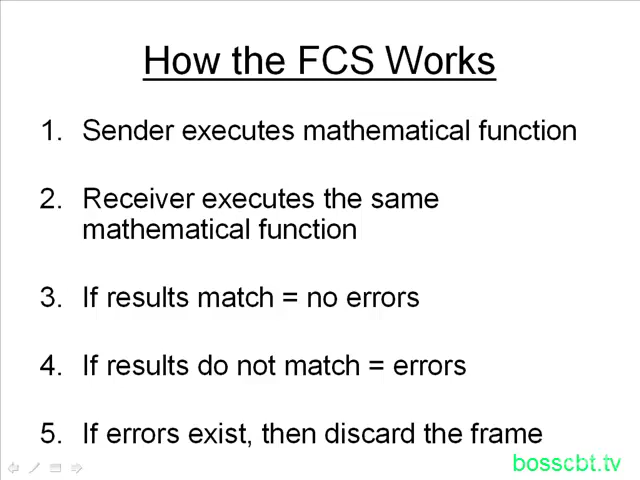 How the FCS Works
1. Sender executes mathematical function
2. Receiver executes the same
mathematical function
3. If results match = no errors
4. If results do not match = errors
5. If errors exist, then discard the frame
bosscbt.tv